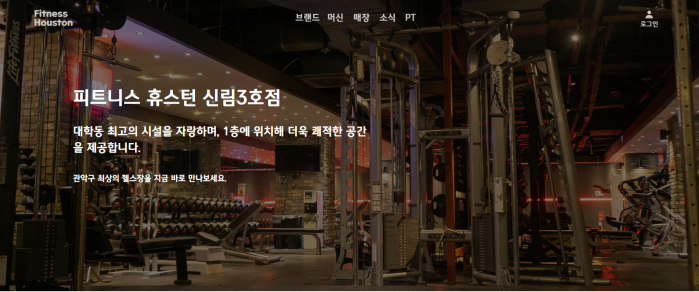 Fitness
Houston
브랜드 머신 매장 소식 PT
로그인
피트니스 휴스턴 신림3호점
대학동 최고의 시설을 자랑하며, 1층에 위치해 더욱 쾌적한 공간
을 제공합니다.
관악구 최상의 헬스장을 지금 바로 만나보세요.